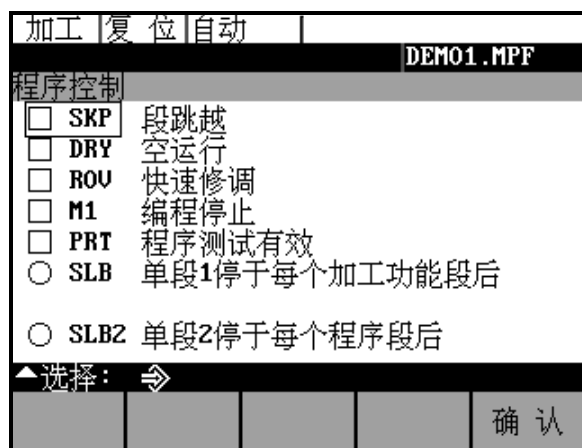 加工 复 位 自动
DEMO1.MPF
程序控制
SKP 段跳越
DRY 空运行
ROV 快速修调
M1 编程停止
PRT 程序测试有效
SLB 单段1停于每个加工功能段后
SLB2 单段2停于每个程序段后
选择:
确 认